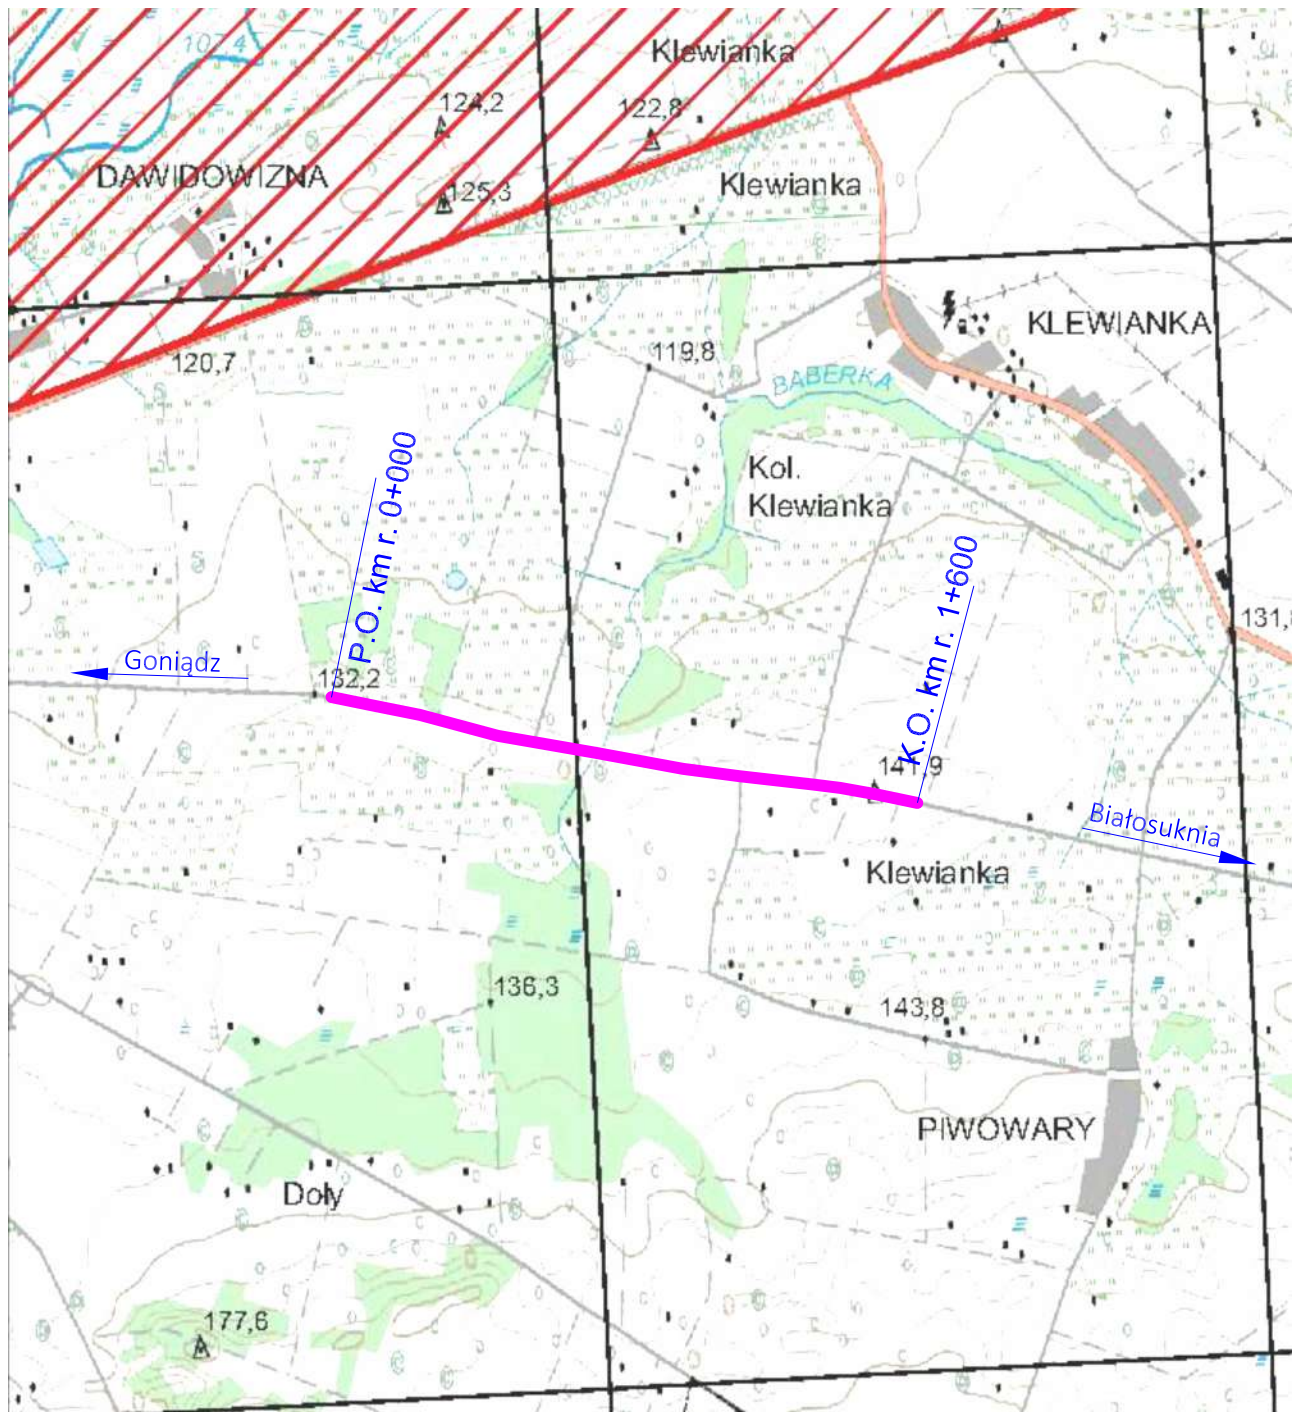 107,4
Klewianka
124,2
122,8
DAWIDOWIZNA
125,3
Klewianka
KLEWIANKA
119,8
120,7
BABERKA
P.O. km r. 0+000
Kol.
Klewianka
K.O. km r. 1+600
131,8
Goniądz
132,2
141,9
Białosuknia
Klewianka
136,3
143,8
PIWOWARY
Doły
177,6